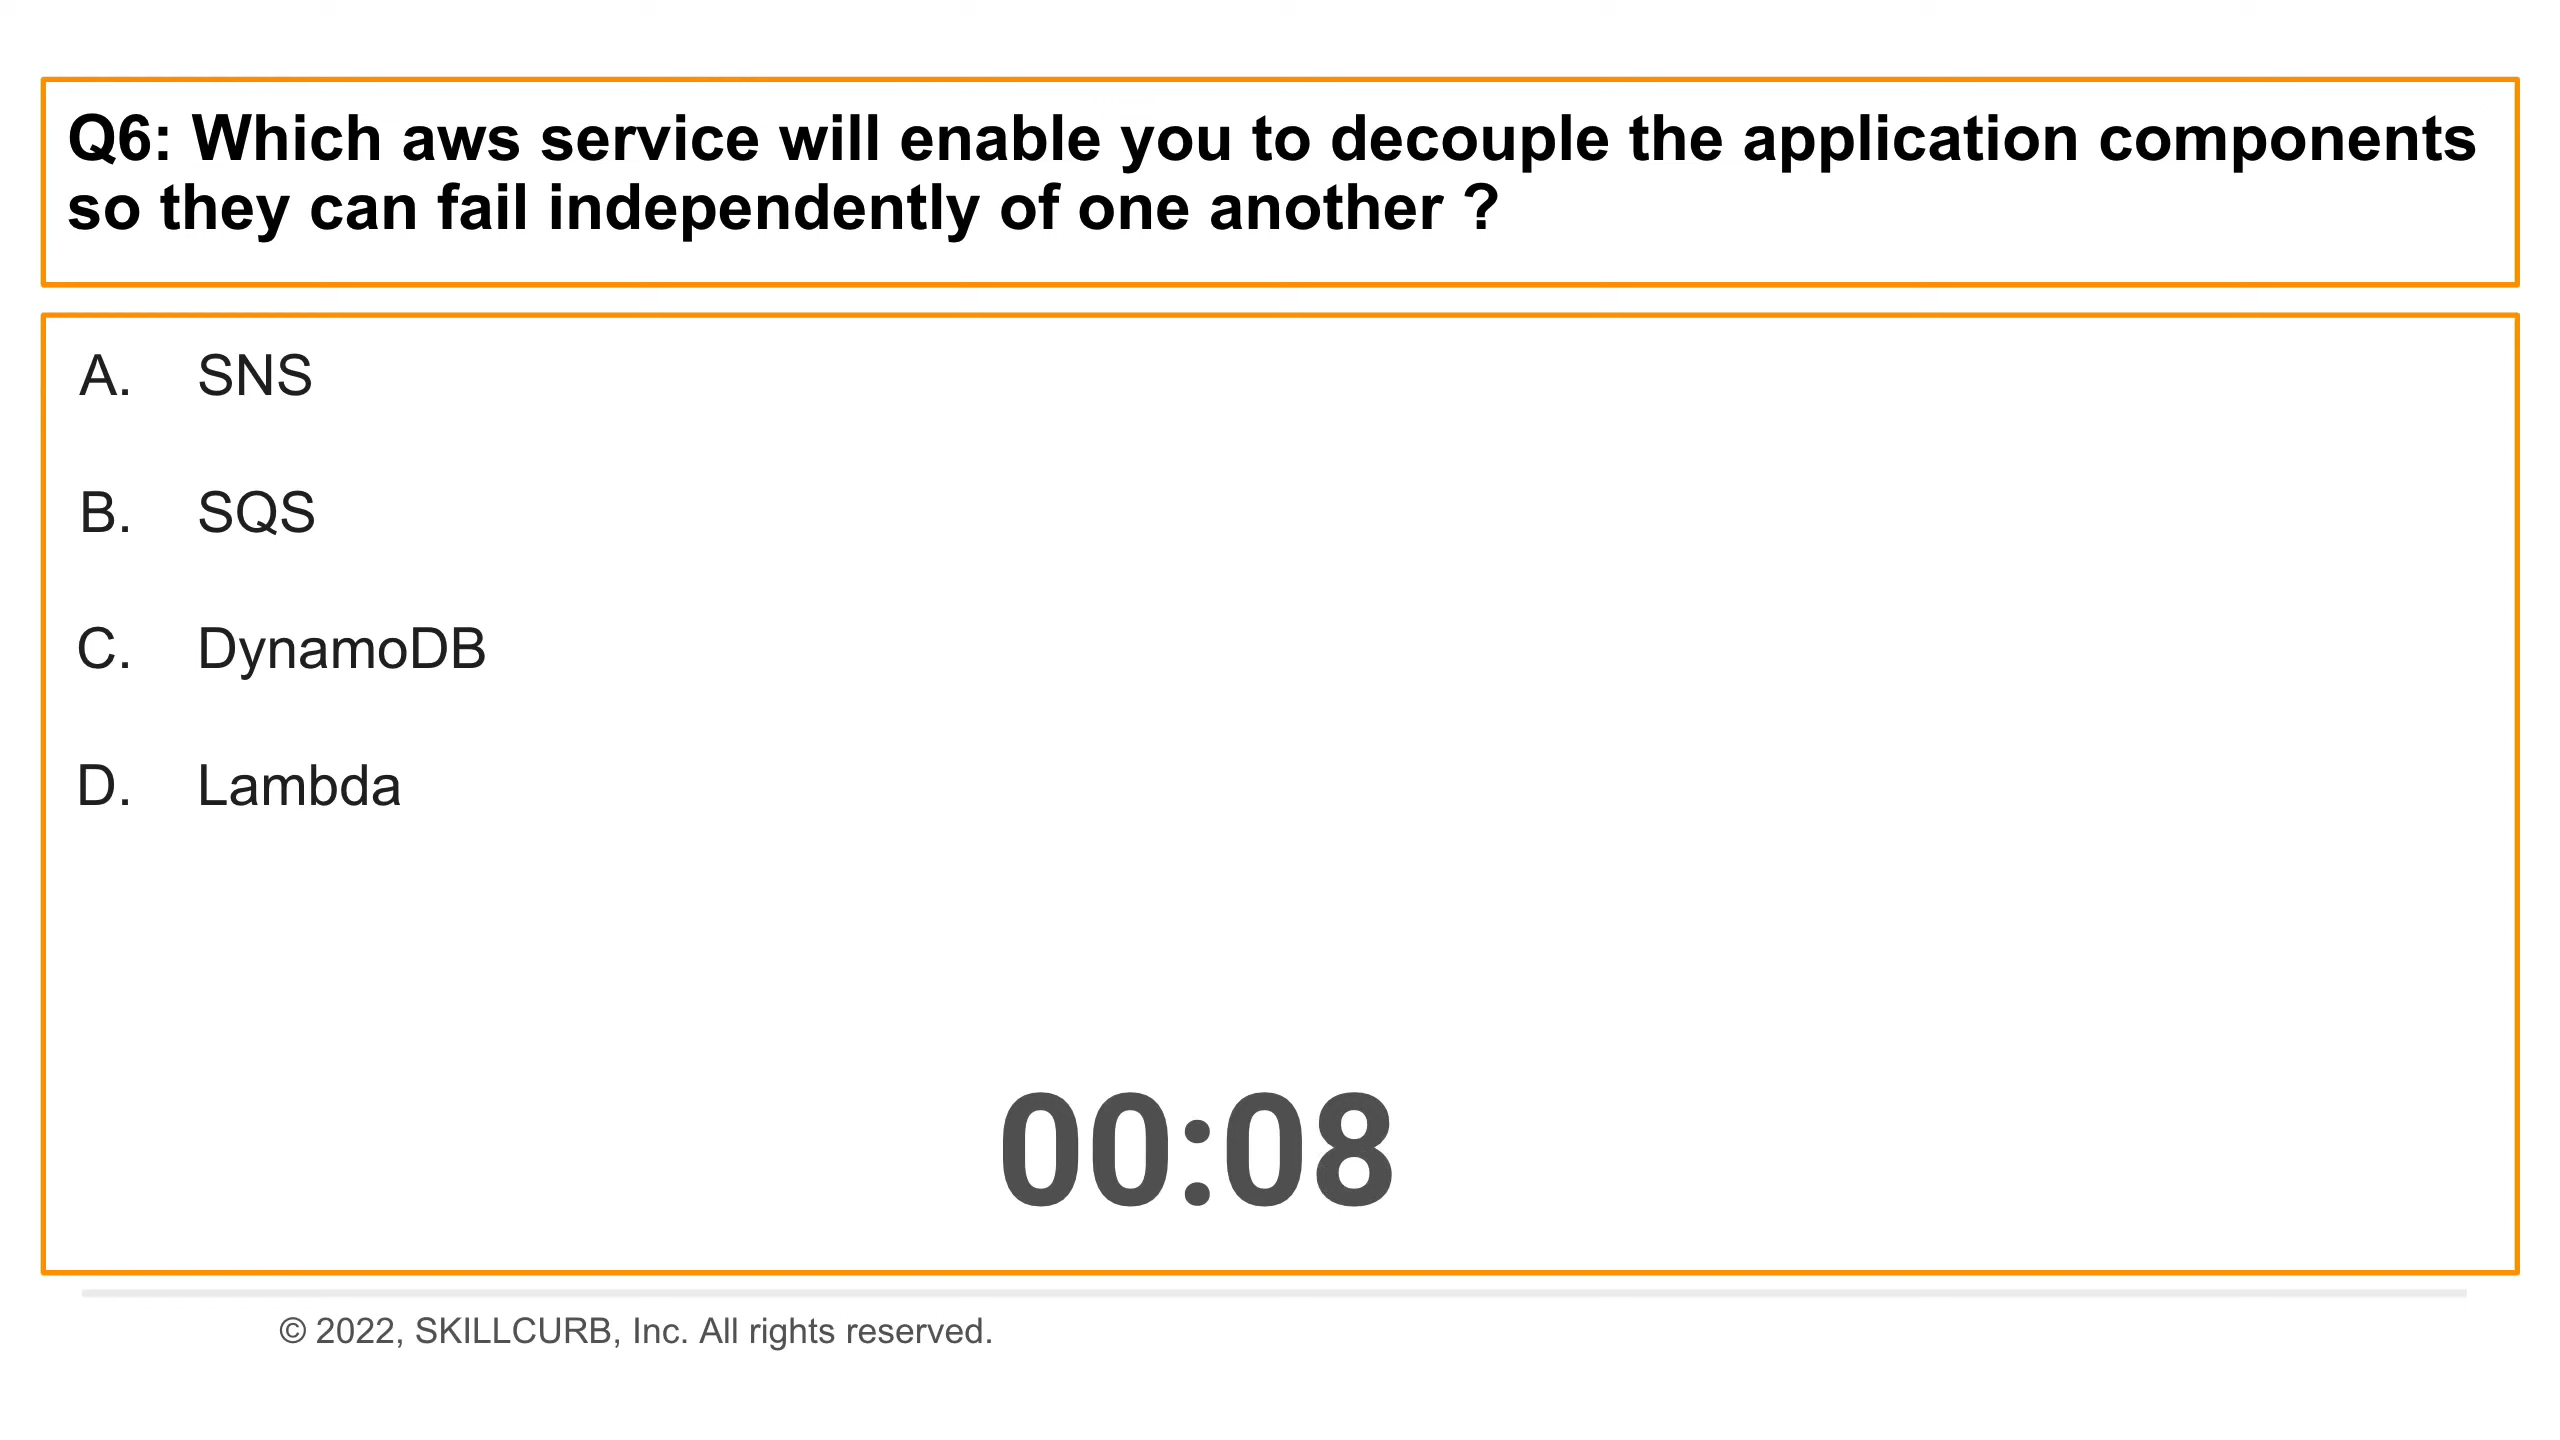 Q6: Which aws service will enable you to decouple the application components
so they can fail independently of one another ?
A. SNS
B. SQS
C. DynamoDB
D. Lambda
00:08
© 2022, SKILLCURB, Inc. All rights reserved.